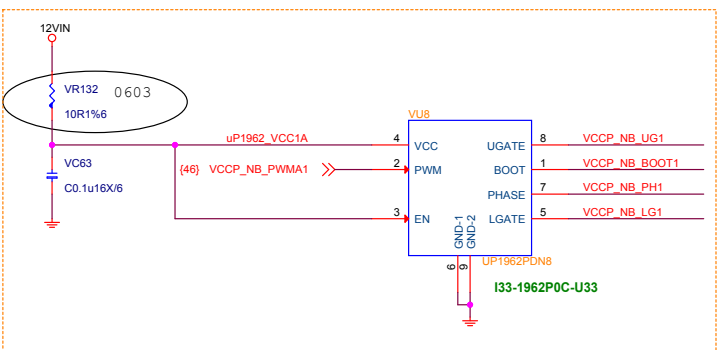 12VIN
VR132
0603
10R1%6
VC63
C0.1u16X/6
uP1962_VCC1A
{46} VCCP_NB_PWMA1
VU8
4 VCC
2 PWM
3 EN
UGATE 8
BOOT 1
PHASE 7
LGATE 5
GND-1 6
GND-2 9
VCCP_NB_UG1
VCCP_NB_BOOT1
VCCP_NB_PH1
VCCP_NB_LG1
UP1962PDN8
I33-1962P0C-U33